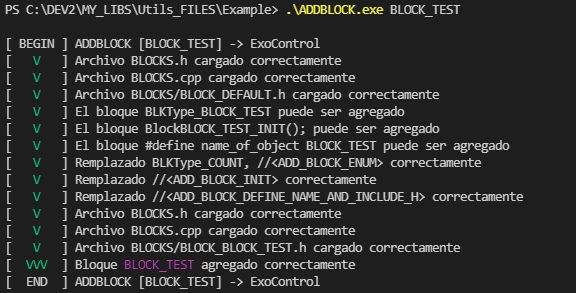 PS C:\DEV2\MY_LIBS\Utils_FILES\Example> .\ADDBLOCK.exe BLOCK_TEST
[ BEGIN ] ADDBLOCK [BLOCK_TEST] -> ExoControl
[   V   ] Archivo BLOCKS.h cargado correctamente
[   V   ] Archivo BLOCKS.cpp cargado correctamente
[   V   ] Archivo BLOCKS/BLOCK_DEFAULT.h cargado correctamente
[   V   ] El bloque BLKType_BLOCK_TEST puede ser agregado
[   V   ] El bloque BlockBLOCK_TEST_INIT(); puede ser agregado
[   V   ] El bloque #define name_of_object BLOCK_TEST puede ser agregado
[   V   ] Remplazado BLKType_COUNT, //<ADD_BLOCK_ENUM> correctamente
[   V   ] Remplazado //<ADD_BLOCK_INIT> correctamente
[   V   ] Remplazado //<ADD_BLOCK_DEFINE_NAME_AND_INCLUDE_H> correctamente
[   V   ] Archivo BLOCKS.h cargado correctamente
[   V   ] Archivo BLOCKS.cpp cargado correctamente
[   V   ] Archivo BLOCKS/BLOCK_BLOCK_TEST.h cargado correctamente
[  VVV  ] Bloque BLOCK_TEST agregado correctamente
[  END  ] ADDBLOCK [BLOCK_TEST] -> ExoControl